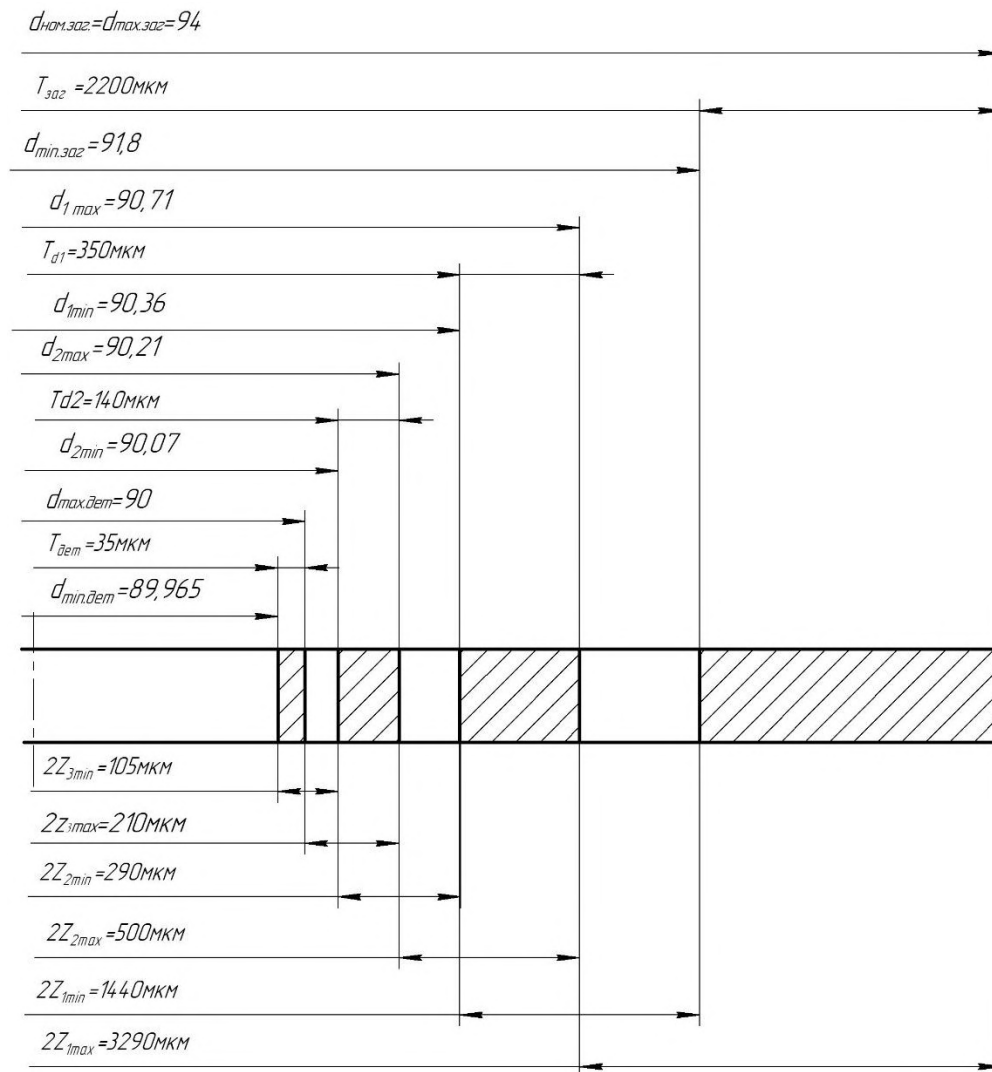 dном.заг.=dmax.заг=94
Tзаг =2200мкм
dmin.заг=91,8
d1 max=90,71
Td1=350мкм
d1min=90,36
d2max=90,21
Td2=140мкм
d2min=90,07
dmax.дет=90
Tдет =35мкм
dmin.дет=89,965
2Z3min=105мкм
2z3max=210мкм
2Z2min=290мкм
2Z2max=500мкм
2Z1min=1440мкм
2Z1max=3290мкм